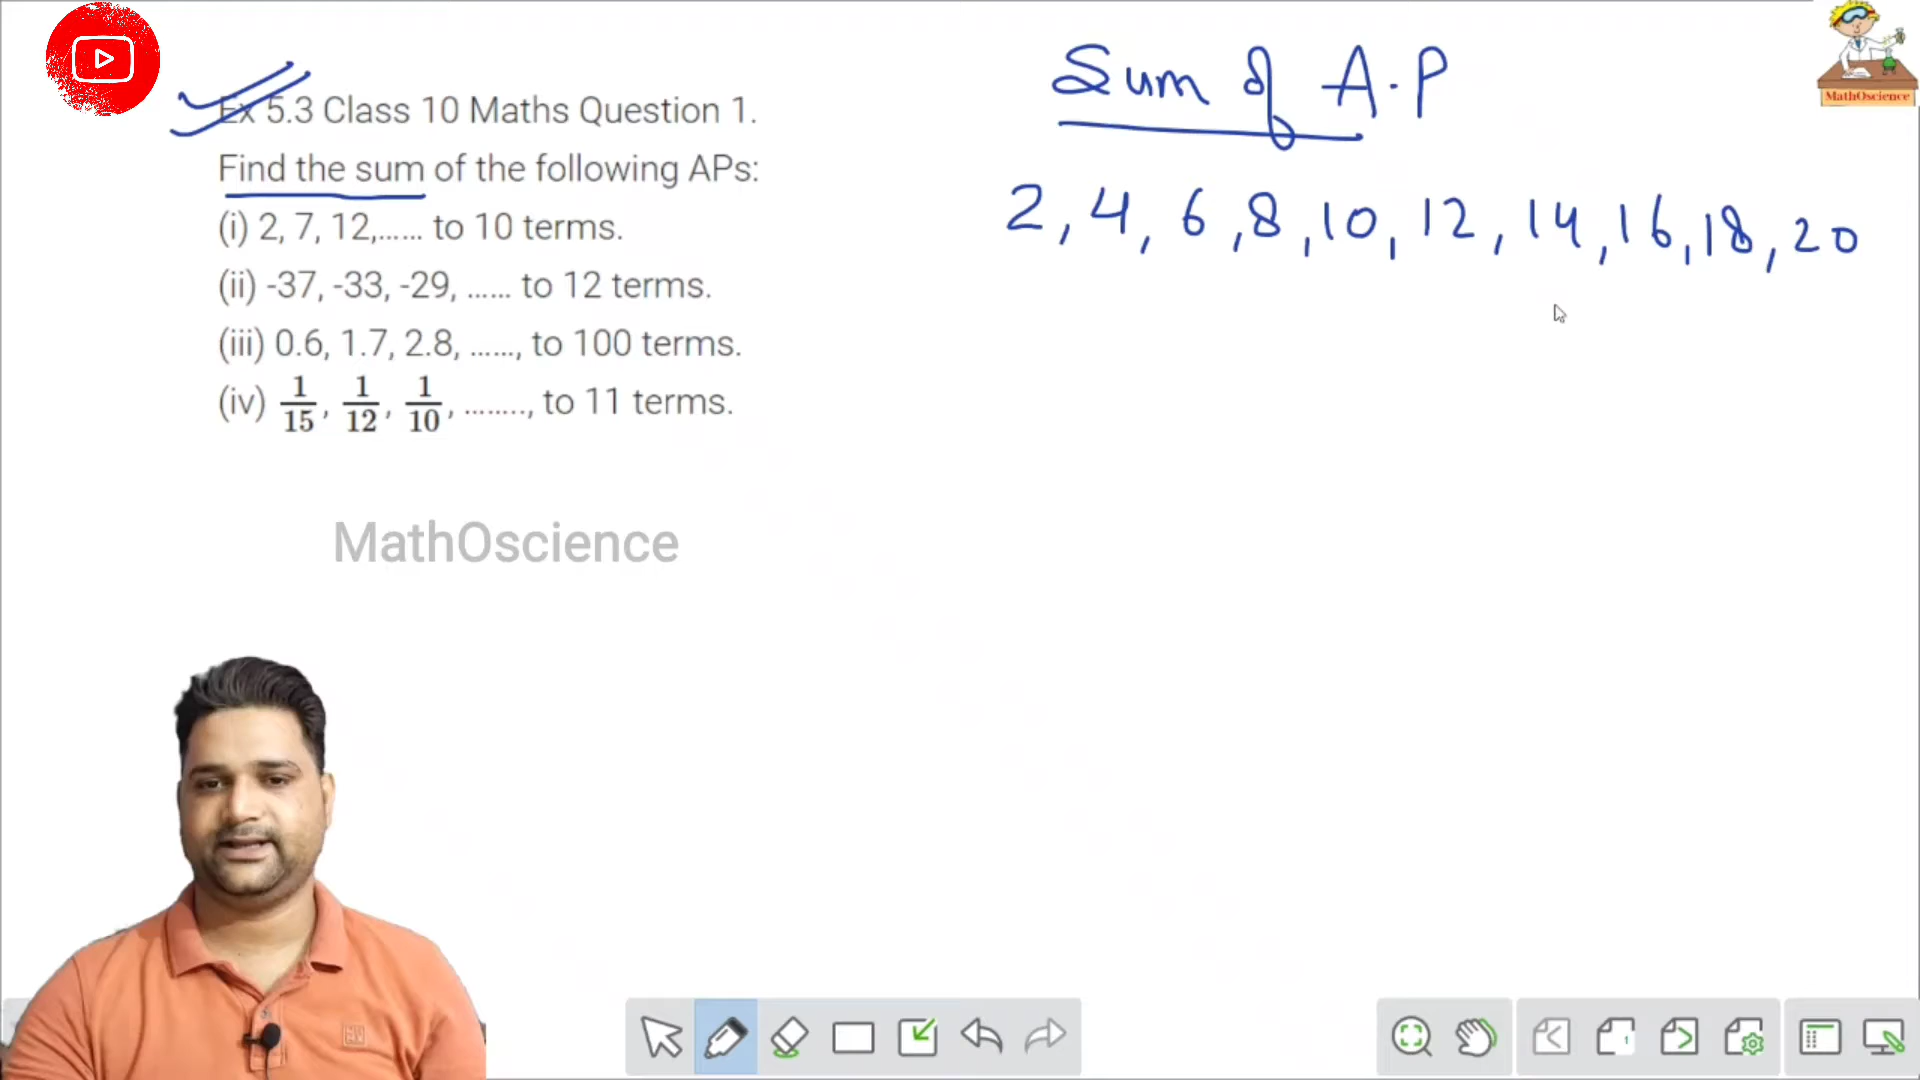 Ex 5.3 Class 10 Maths Question 1.
Find the sum of the following APs:
(i) 2, 7, 12,...... to 10 terms.
(ii) -37, -33, -29, ...... to 12 terms.
(iii) 0.6, 1.7, 2.8, ......, to 100 terms.
(iv) 1/15, 1/12, 1/10, ........, to 11 terms.
MathOscience
Sum of A.P
2, 4, 6, 8, 10, 12, 14, 16, 18, 20
MathOscience
1